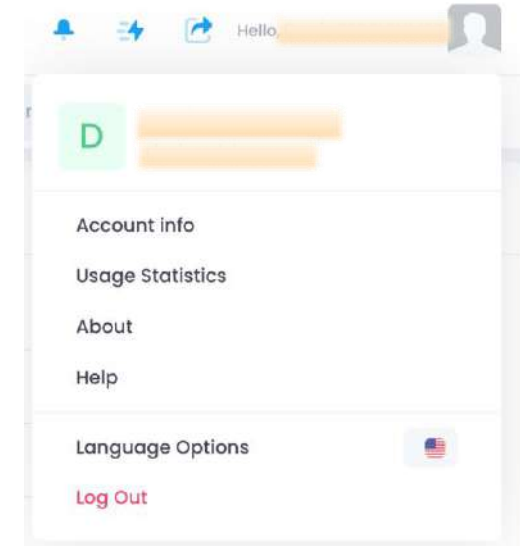 Hello,
D
Account info
Usage Statistics
About
Help
Language Options
Log Out